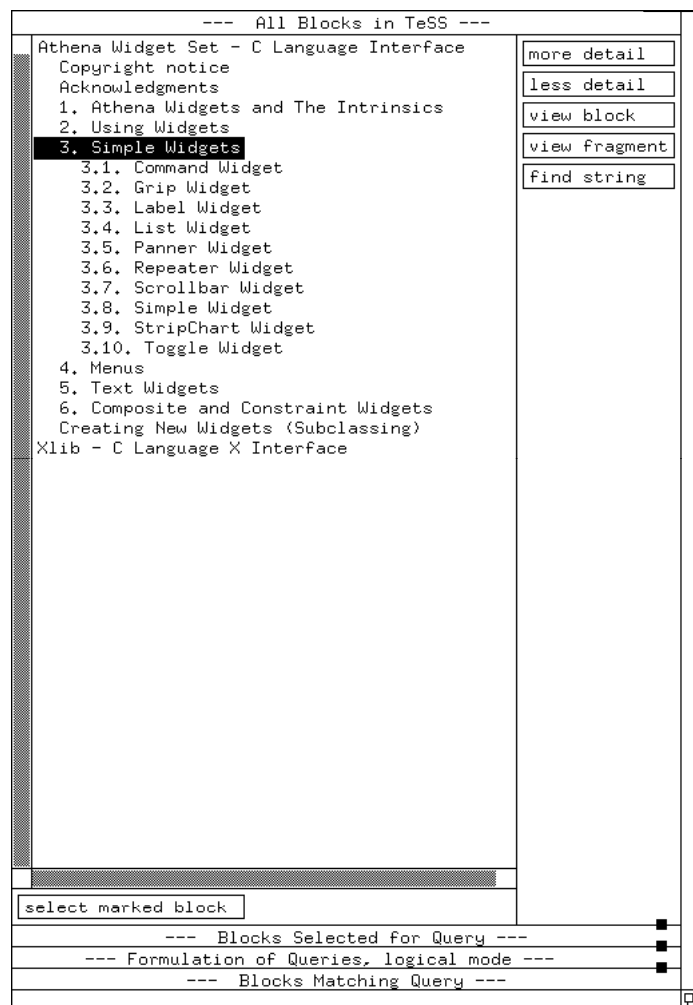 --- All Blocks in TeSS ---
Athena Widget Set - C Language Interface
Copyright notice
Acknowledgments
1. Athena Widgets and The Intrinsics
2. Using Widgets
3. Simple Widgets
3.1. Command Widget
3.2. Grip Widget
3.3. Label Widget
3.4. List Widget
3.5. Panner Widget
3.6. Repeater Widget
3.7. Scrollbar Widget
3.8. Simple Widget
3.9. StripChart Widget
3.10. Toggle Widget
4. Menus
5. Text Widgets
6. Composite and Constraint Widgets
Creating New Widgets (Subclassing)
Xlib - C Language X Interface
more detail
less detail
view block
view fragment
find string
select marked block
--- Blocks Selected for Query ---
--- Formulation of Queries, logical mode ---
--- Blocks Matching Query ---